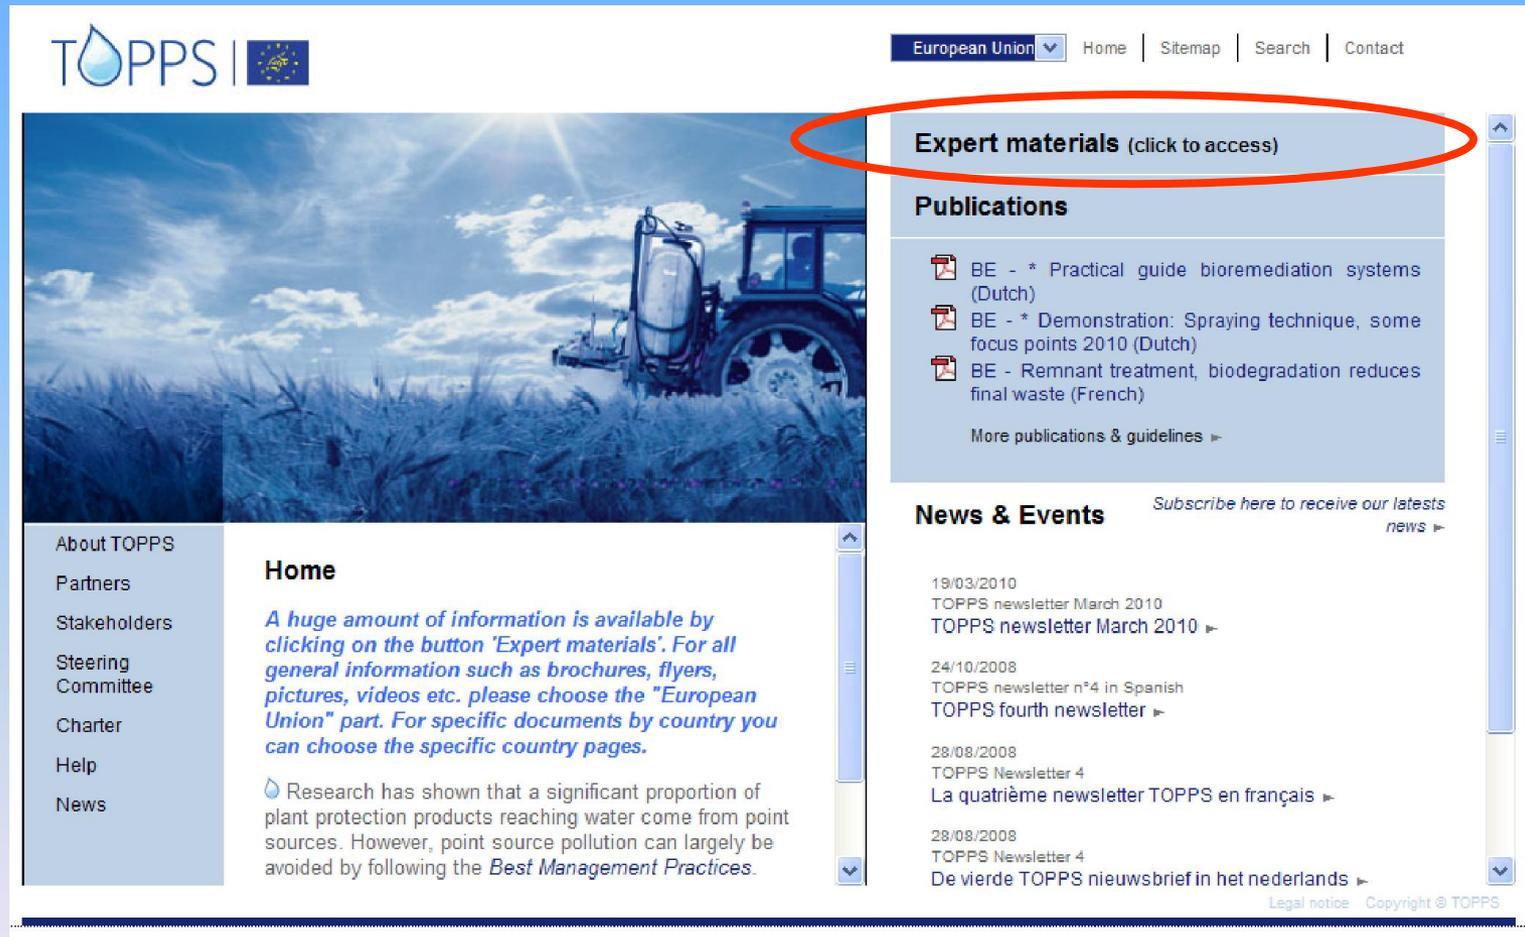 TOPPS
European Union
Home
Sitemap
Search
Contact
Expert materials (click to access)
Publications
BE - * Practical guide bioremediation systems
(Dutch)
BE - * Demonstration: Spraying technique, some
focus points 2010 (Dutch)
BE - Remnant treatment, biodegradation reduces
final waste (French)
More publications & guidelines
News & Events
Subscribe here to receive our latests
news
19/03/2010
TOPPS newsletter March 2010
TOPPS newsletter March 2010
24/10/2008
TOPPS newsletter n°4 in Spanish
TOPPS fourth newsletter
28/08/2008
TOPPS Newsletter 4
La quatrième newsletter TOPPS en français
28/08/2008
TOPPS Newsletter 4
De vierde TOPPS nieuwsbrief in het nederlands
About TOPPS
Partners
Stakeholders
Steering
Committee
Charter
Help
News
Home
A huge amount of information is available by
clicking on the button 'Expert materials'. For all
general information such as brochures, flyers,
pictures, videos etc. please choose the "European
Union" part. For specific documents by country you
can choose the specific country pages.
Research has shown that a significant proportion of
plant protection products reaching water come from point
sources. However, point source pollution can largely be
avoided by following the Best Management Practices.
Legal notice
Copyright © TOPPS